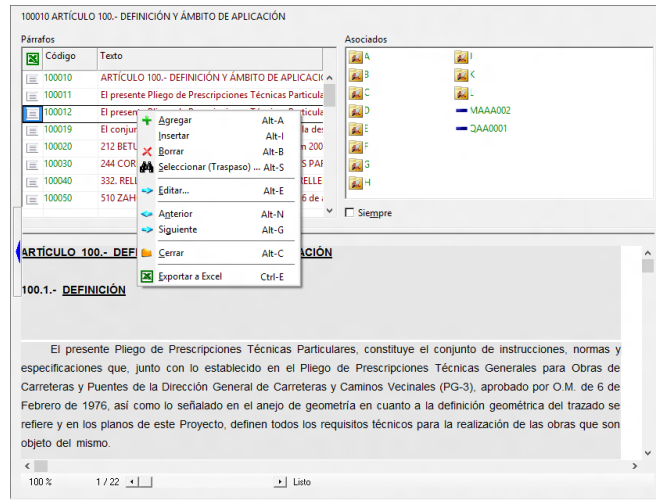 100010 ARTÍCULO 100.- DEFINICIÓN Y ÁMBITO DE APLICACIÓN
Párrafos
Asociados
Código Texto
100010 ARTÍCULO 100.- DEFINICIÓN Y ÁMBITO DE APLICACIÓ
100011 El presente Pliego de Prescripciones Técnicas Particula
100012 El presen
100019 El conjur
100020 212 BETU
100030 244 COR
100040 332. RELL
100050 510 ZAH
Agregar Alt-A
Insertar Alt-I
Borrar Alt-B
Seleccionar (Traspaso) ... Alt-S
Editar... Alt-E
Anterior Alt-N
Siguiente Alt-G
Cerrar Alt-C
Exportar a Excel Ctrl-E
A
B
C
D
E
F
G
H
I
K
L
MAAA002
QAA0001
Siempre
ARTÍCULO 100.- DEFI CACIÓN
100.1.- DEFINICIÓN
El presente Pliego de Prescripciones Técnicas Particulares, constituye el conjunto de instrucciones, normas y
especificaciones que, junto con lo establecido en el Pliego de Prescripciones Técnicas Generales para Obras de
Carreteras y Puentes de la Dirección General de Carreteras y Caminos Vecinales (PG-3), aprobado por O.M. de 6 de
Febrero de 1976, así como lo señalado en el anejo de geometría en cuanto a la definición geométrica del trazado se
refiere y en los planos de este Proyecto, definen todos los requisitos técnicos para la realización de las obras que son
objeto del mismo.
100 % 1 / 22 Listo